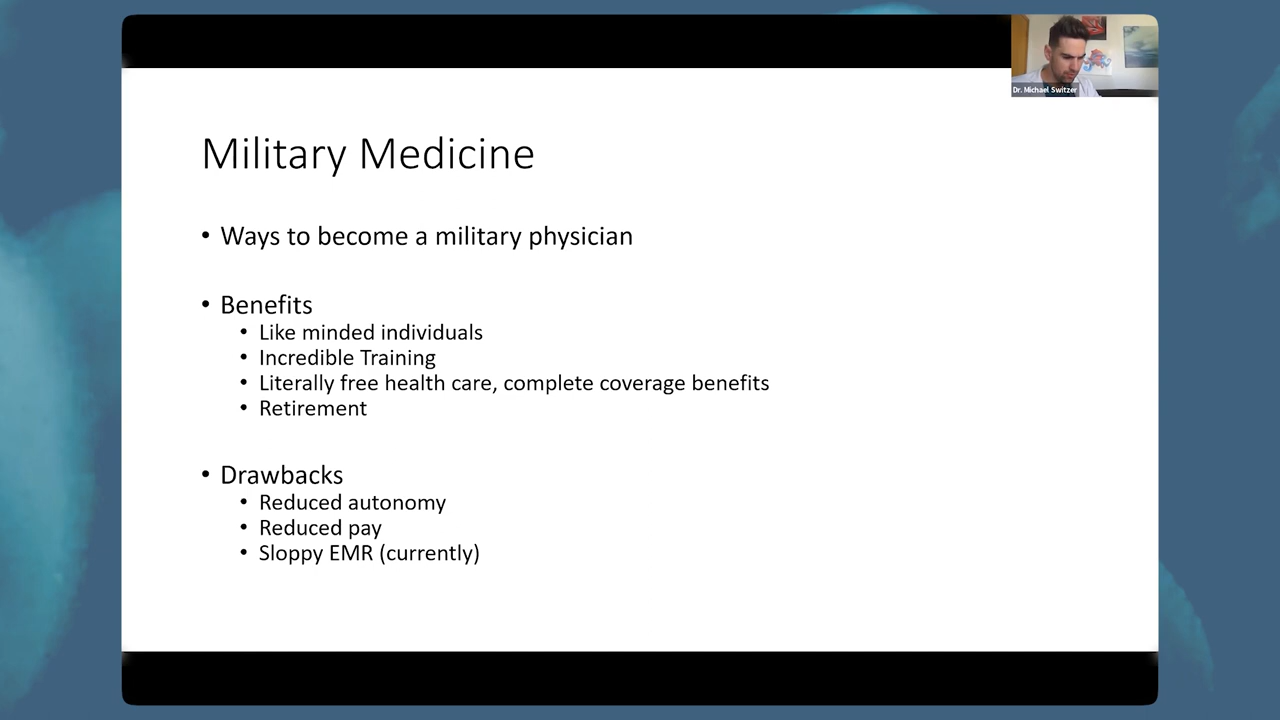 Dr. Michael Switzer
Military Medicine
• Ways to become a military physician
• Benefits
• Like minded individuals
• Incredible Training
• Literally free health care, complete coverage benefits
• Retirement
• Drawbacks
• Reduced autonomy
• Reduced pay
• Sloppy EMR (currently)